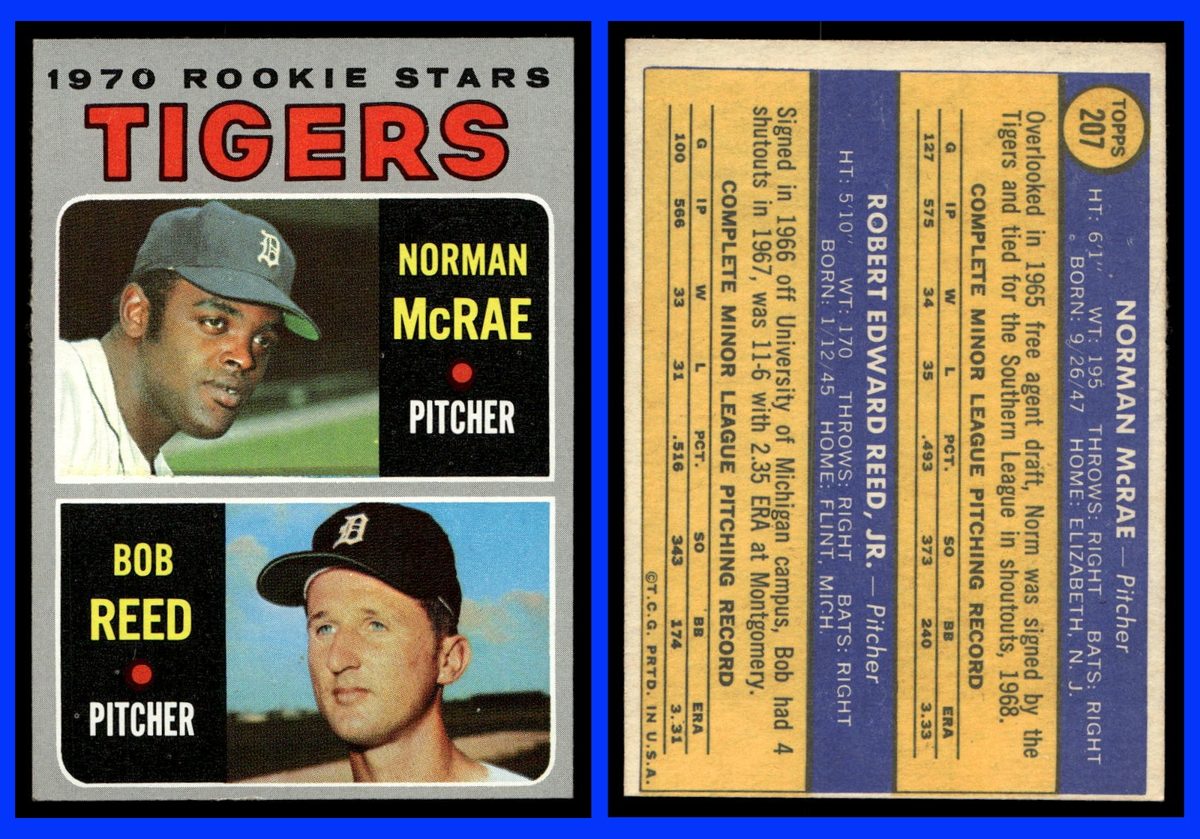 1970 ROOKIE STARS
TIGERS
D
NORMAN
McRAE
PITCHER
D
BOB
REED
PITCHER
TOPPS
207
NORMAN McRAE — Pitcher
HT: 6'1" WT: 195 THROWS: RIGHT BATS: RIGHT
BORN: 9/26/47 HOME: ELIZABETH, N. J.
Overlooked in 1965 free agent draft, Norm was signed by the
Tigers and tied for the Southern League in shoutouts, 1968.
COMPLETE MINOR LEAGUE PITCHING RECORD
G IP W L PCT. SO BB ERA
127 575 34 35 .493 373 240 3.33
ROBERT EDWARD REED, JR. — Pitcher
HT: 5'10" WT: 170 THROWS: RIGHT BATS: RIGHT
BORN: 1/12/45 HOME: FLINT, MICH.
Signed in 1966 off University of Michigan campus, Bob had 4
shutouts in 1967, was 11-6 with 2.35 ERA at Montgomery.
COMPLETE MINOR LEAGUE PITCHING RECORD
G IP W L PCT. SO BB ERA
100 566 33 31 .516 343 174 3.31
©T.C.G. PRTD. IN U.S.A.